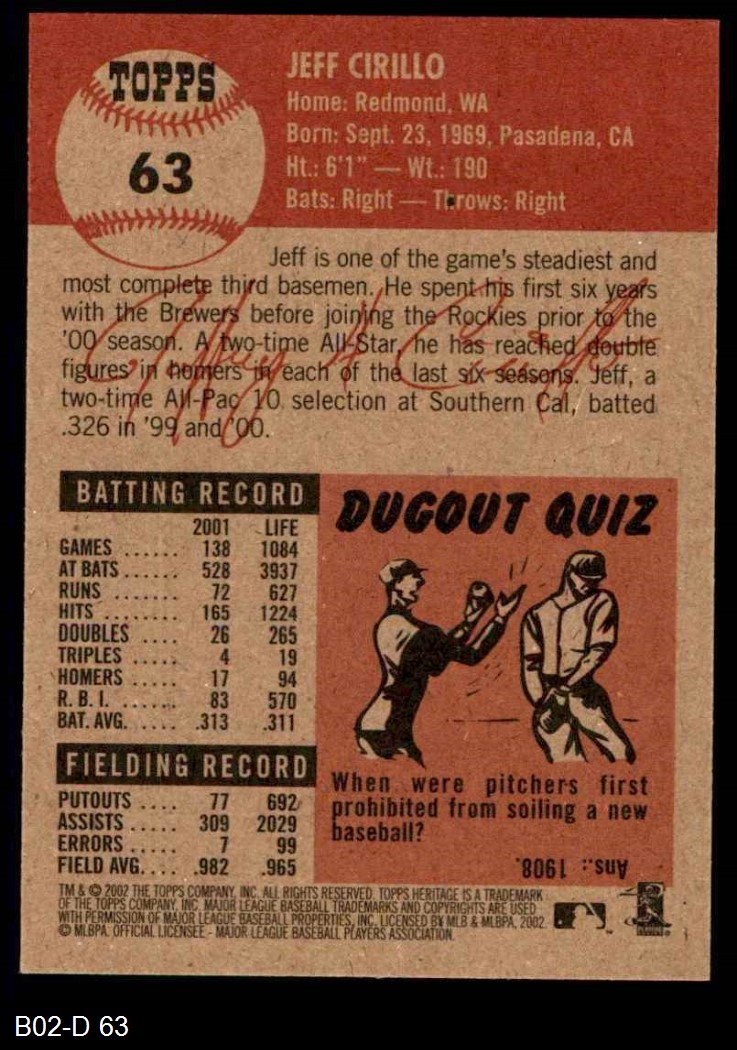 TOPPS
63
JEFF CIRILLO
Home: Redmond, WA
Born: Sept. 23, 1969, Pasadena, CA
Ht.: 6'1" — Wt.: 190
Bats: Right — Throws: Right
Jeff is one of the game's steadiest and
most complete third basemen. He spent his first six years
with the Brewers before joining the Rockies prior to the
'00 season. A two-time All-Star, he has reached double
figures in homers in each of the last six seasons. Jeff, a
two-time All-Pac 10 selection at Southern Cal, batted
.326 in '99 and '00.
BATTING RECORD
2001 LIFE
GAMES ...... 138 1084
AT BATS ..... 528 3937
RUNS ....... 72 627
HITS ........ 165 1224
DOUBLES .... 26 265
TRIPLES ..... 4 19
HOMERS ..... 17 94
R. B. I. ....... 83 570
BAT. AVG. .... .313 .311
FIELDING RECORD
PUTOUTS .... 77 692
ASSISTS ..... 309 2029
ERRORS ..... 7 99
FIELD AVG. ... .982 .965
DUGOUT QUIZ
When were pitchers first
prohibited from soiling a new
baseball?
Ans.: 1908.
TM & © 2002 THE TOPPS COMPANY, INC. ALL RIGHTS RESERVED. TOPPS HERITAGE IS A TRADEMARK
OF THE TOPPS COMPANY, INC. MAJOR LEAGUE BASEBALL TRADEMARKS AND COPYRIGHTS ARE USED
WITH PERMISSION OF MAJOR LEAGUE BASEBALL PROPERTIES, INC. LICENSED BY MLB & MLBPA, 2002.
© MLBPA. OFFICIAL LICENSEE - MAJOR LEAGUE BASEBALL PLAYERS ASSOCIATION.
B02-D 63